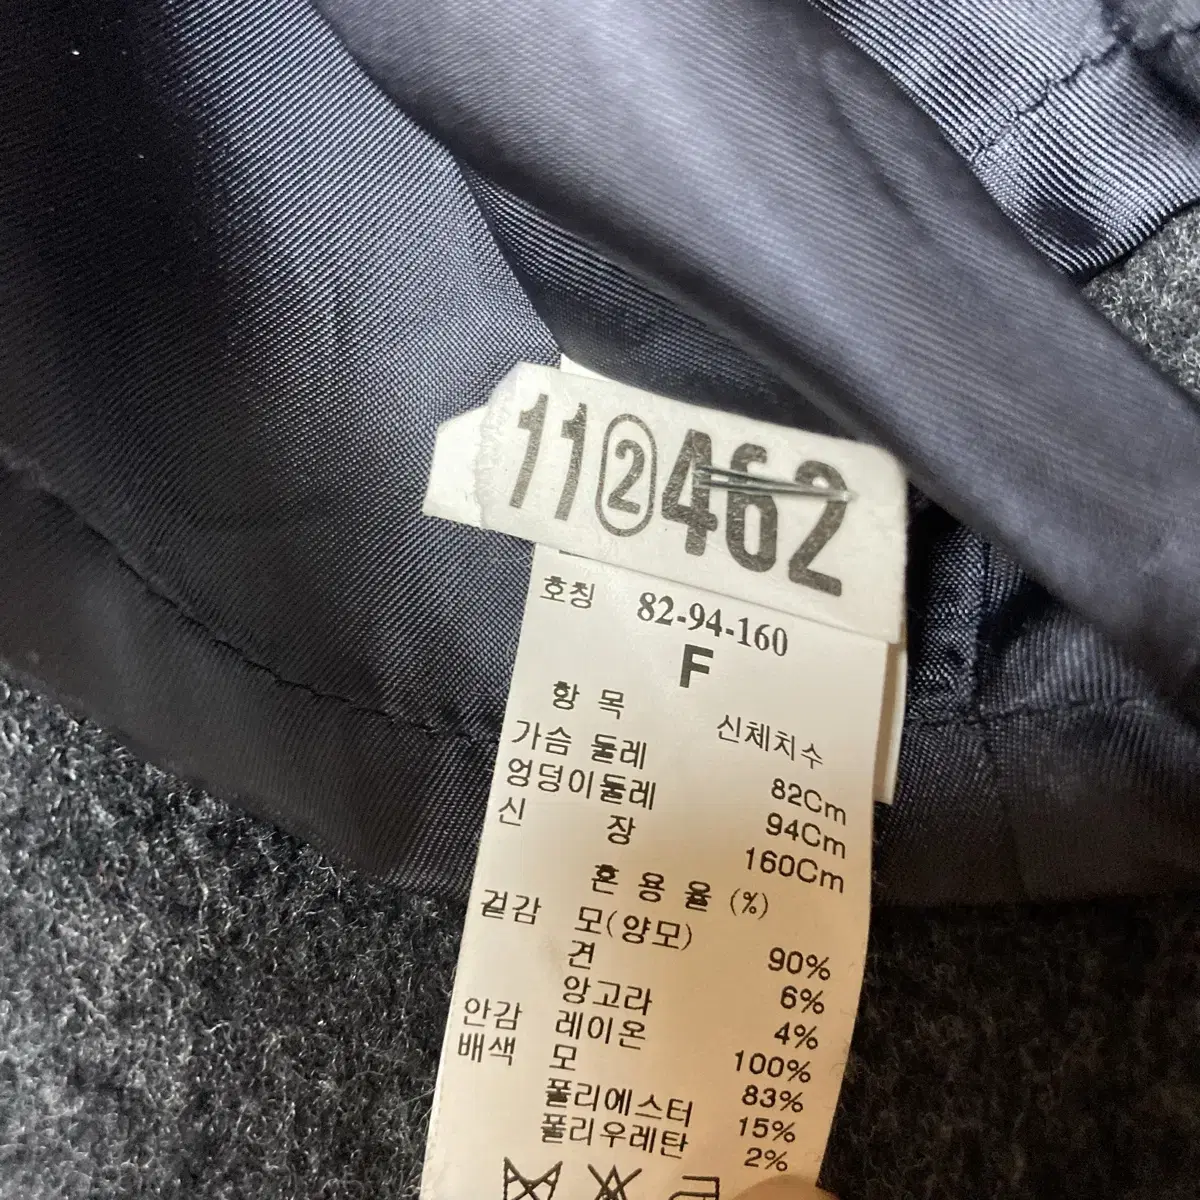 11②462
호칭 82-94-160
F
항 목 신체치수
가슴 둘레 82Cm
엉덩이둘레 94Cm
신 장 160Cm
혼 용 율 (%)
겉감 모(양모) 90%
견 6%
앙고라 4%
안감 레이온 100%
배색 모 83%
폴리에스터 15%
폴리우레탄 2%